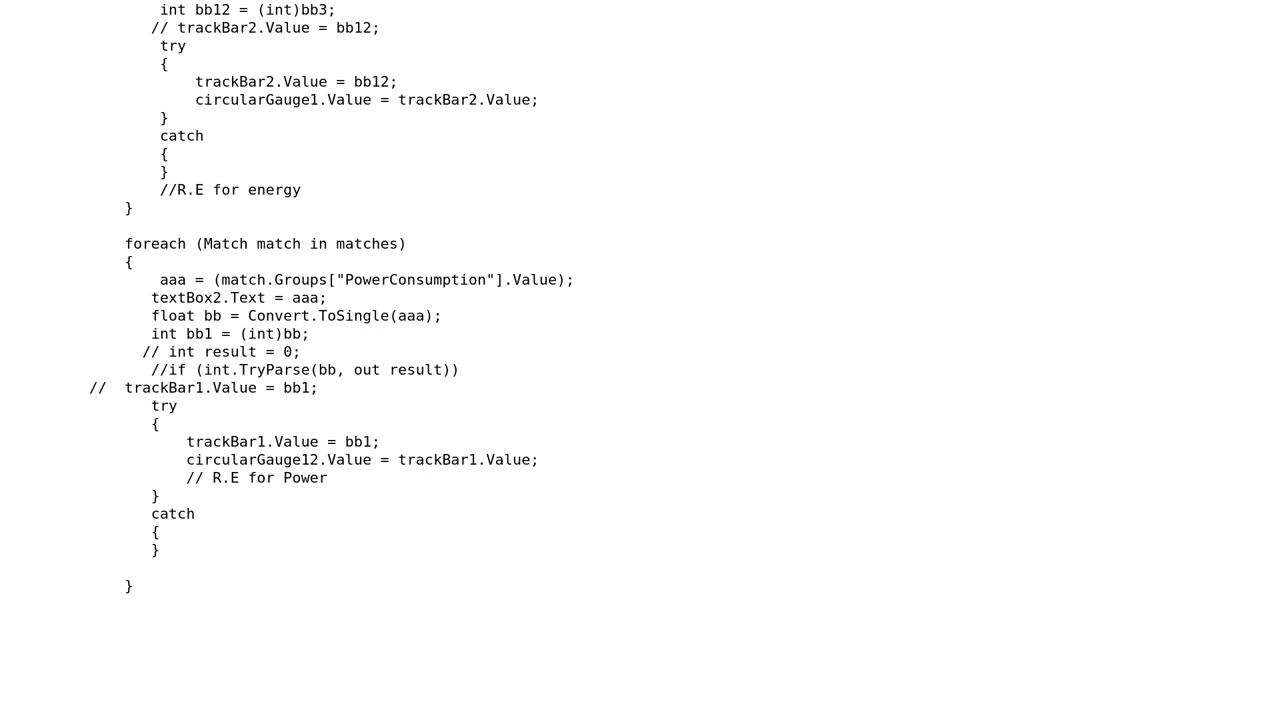 int bb12 = (int)bb3;
// trackBar2.Value = bb12;
try
{
trackBar2.Value = bb12;
circularGauge1.Value = trackBar2.Value;
}
catch
{
}
//R.E for energy
}
foreach (Match match in matches)
{
aaa = (match.Groups["PowerConsumption"].Value);
textBox2.Text = aaa;
float bb = Convert.ToSingle(aaa);
int bb1 = (int)bb;
// int result = 0;
//if (int.TryParse(bb, out result))
//  trackBar1.Value = bb1;
try
{
trackBar1.Value = bb1;
circularGauge12.Value = trackBar1.Value;
// R.E for Power
}
catch
{
}
}